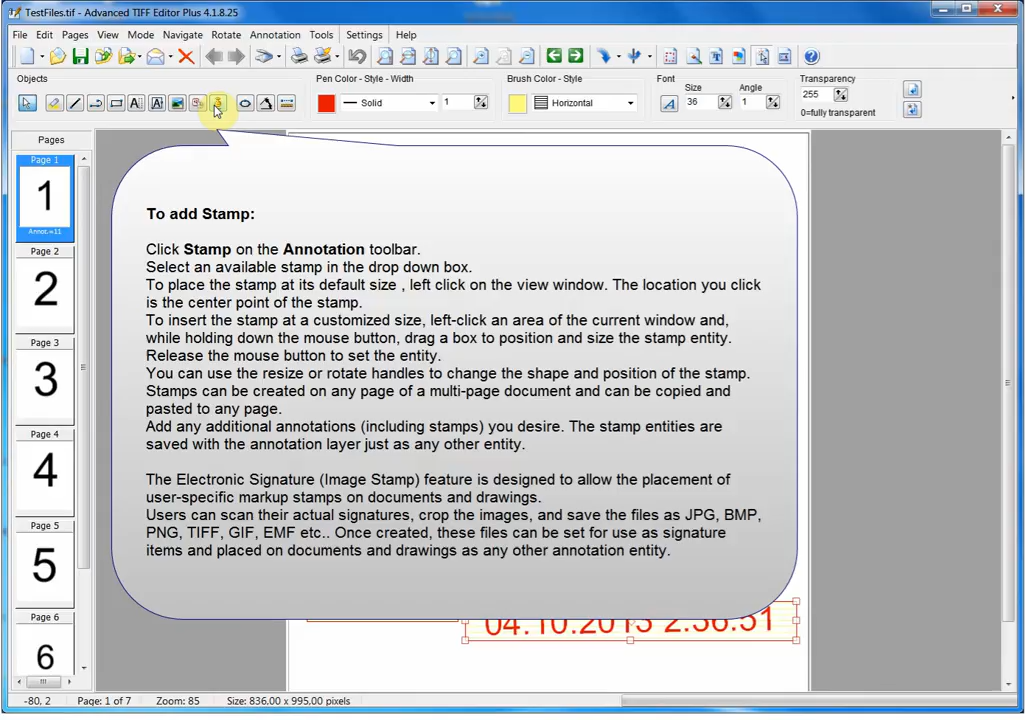 TestFiles.tif - Advanced TIFF Editor Plus 4.1.8.25
File Edit Pages View Mode Navigate Rotate Annotation Tools Settings Help
Objects
Pen Color - Style - Width
Brush Color - Style
Font
Size
Angle
Transparency
Solid
1
Horizontal
36
1
255
0=fully transparent
Pages
Page 1
1
Annot.=11
Page 2
2
Page 3
3
Page 4
4
Page 5
5
Page 6
6
To add Stamp:
Click Stamp on the Annotation toolbar.
Select an available stamp in the drop down box.
To place the stamp at its default size , left click on the view window. The location you click
is the center point of the stamp.
To insert the stamp at a customized size, left-click an area of the current window and,
while holding down the mouse button, drag a box to position and size the stamp entity.
Release the mouse button to set the entity.
You can use the resize or rotate handles to change the shape and position of the stamp.
Stamps can be created on any page of a multi-page document and can be copied and
pasted to any page.
Add any additional annotations (including stamps) you desire. The stamp entities are
saved with the annotation layer just as any other entity.
The Electronic Signature (Image Stamp) feature is designed to allow the placement of
user-specific markup stamps on documents and drawings.
Users can scan their actual signatures, crop the images, and save the files as JPG, BMP,
PNG, TIFF, GIF, EMF etc.. Once created, these files can be set for use as signature
items and placed on documents and drawings as any other annotation entity.
04.10.2013 2:36:51
-80, 2
Page: 1 of 7
Zoom: 85
Size: 836.00 x 995.00 pixels